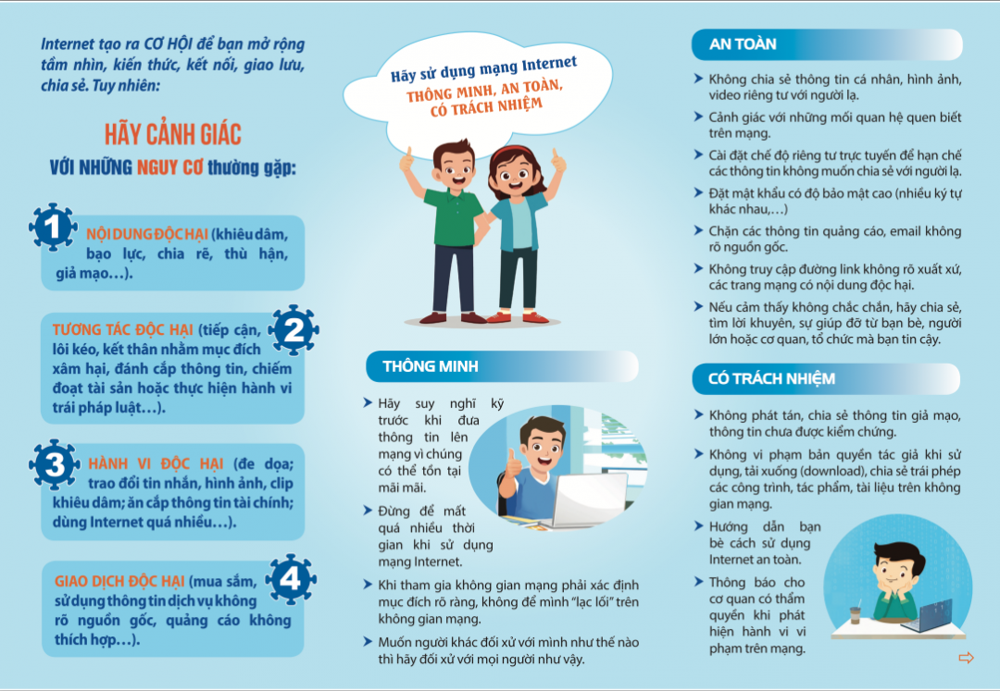 Internet tạo ra CƠ HỘI để bạn mở rộng
tầm nhìn, kiến thức, kết nối, giao lưu,
chia sẻ. Tuy nhiên:
HÃY CẢNH GIÁC
VỚI NHỮNG NGUY CƠ thường gặp:
1
NỘI DUNG ĐỘC HẠI (khiêu dâm,
bạo lực, chia rẽ, thù hận,
giả mạo...).
2
TƯƠNG TÁC ĐỘC HẠI (tiếp cận,
lôi kéo, kết thân nhằm mục đích
xâm hại, đánh cắp thông tin, chiếm
đoạt tài sản hoặc thực hiện hành vi
trái pháp luật...).
3
HÀNH VI ĐỘC HẠI (đe dọa;
trao đổi tin nhắn, hình ảnh, clip
khiêu dâm; ăn cắp thông tin tài chính;
dùng Internet quá nhiều...).
4
GIAO DỊCH ĐỘC HẠI (mua sắm,
sử dụng thông tin dịch vụ không
rõ nguồn gốc, quảng cáo không
thích hợp...).
Hãy sử dụng mạng Internet
THÔNG MINH, AN TOÀN,
CÓ TRÁCH NHIỆM
THÔNG MINH
Hãy suy nghĩ kỹ
trước khi đưa
thông tin lên
mạng vì chúng
có thể tồn tại
mãi mãi.
Đừng để mất
quá nhiều thời
gian khi sử dụng
mạng Internet.
Khi tham gia không gian mạng phải xác định
mục đích rõ ràng, không để mình “lạc lối” trên
không gian mạng.
Muốn người khác đối xử với mình như thế nào
thì hãy đối xử với mọi người như vậy.
AN TOÀN
Không chia sẻ thông tin cá nhân, hình ảnh,
video riêng tư với người lạ.
Cảnh giác với những mối quan hệ quen biết
trên mạng.
Cài đặt chế độ riêng tư trực tuyến để hạn chế
các thông tin không muốn chia sẻ với người lạ.
Đặt mật khẩu có độ bảo mật cao (nhiều ký tự
khác nhau,...)
Chặn các thông tin quảng cáo, email không
rõ nguồn gốc.
Không truy cập đường link không rõ xuất xứ,
các trang mạng có nội dung độc hại.
Nếu cảm thấy không chắc chắn, hãy chia sẻ,
tìm lời khuyên, sự giúp đỡ từ bạn bè, người
lớn hoặc cơ quan, tổ chức mà bạn tin cậy.
CÓ TRÁCH NHIỆM
Không phát tán, chia sẻ thông tin giả mạo,
thông tin chưa được kiểm chứng.
Không vi phạm bản quyền tác giả khi sử
dụng, tải xuống (download), chia sẻ trái phép
các công trình, tác phẩm, tài liệu trên không
gian mạng.
Hướng dẫn bạn
bè cách sử dụng
Internet an toàn.
Thông báo cho
cơ quan có thẩm
quyền khi phát
hiện hành vi vi
phạm trên mạng.